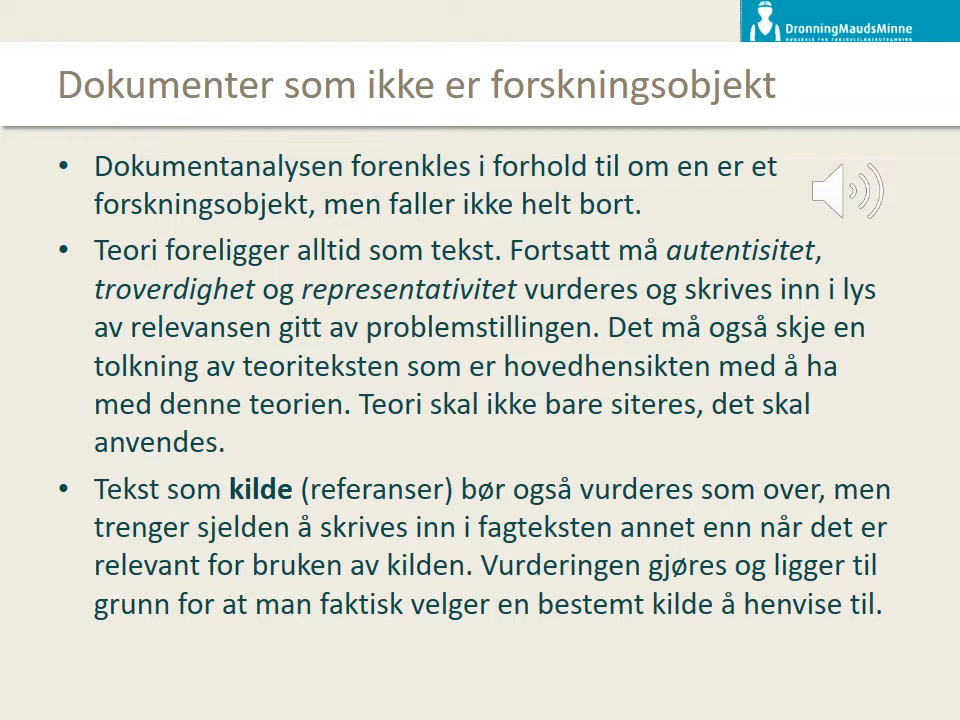 DronningMaudsMinne
HØGSKOLE FOR FØRSKOLELÆRERUTDANNING
Dokumenter som ikke er forskningsobjekt
• Dokumentanalysen forenkles i forhold til om en er et
forskningsobjekt, men faller ikke helt bort.
• Teori foreligger alltid som tekst. Fortsatt må autentisitet,
troverdighet og representativitet vurderes og skrives inn i lys
av relevansen gitt av problemstillingen. Det må også skje en
tolkning av teoriteksten som er hovedhensikten med å ha
med denne teorien. Teori skal ikke bare siteres, det skal
anvendes.
• Tekst som kilde (referanser) bør også vurderes som over, men
trenger sjelden å skrives inn i fagteksten annet enn når det er
relevant for bruken av kilden. Vurderingen gjøres og ligger til
grunn for at man faktisk velger en bestemt kilde å henvise til.